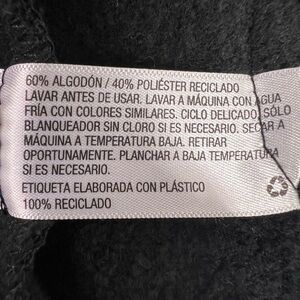 60% ALGODÓN / 40% POLIÉSTER RECICLADO
LAVAR ANTES DE USAR. LAVAR A MÁQUINA CON AGUA
FRÍA CON COLORES SIMILARES. CICLO DELICADO. SÓLO
BLANQUEADOR SIN CLORO SI ES NECESARIO. SECAR A
MÁQUINA A TEMPERATURA BAJA. RETIRAR
OPORTUNAMENTE. PLANCHAR A BAJA TEMPERATURA
SI ES NECESARIO.
ETIQUETA ELABORADA CON PLÁSTICO
100% RECICLADO